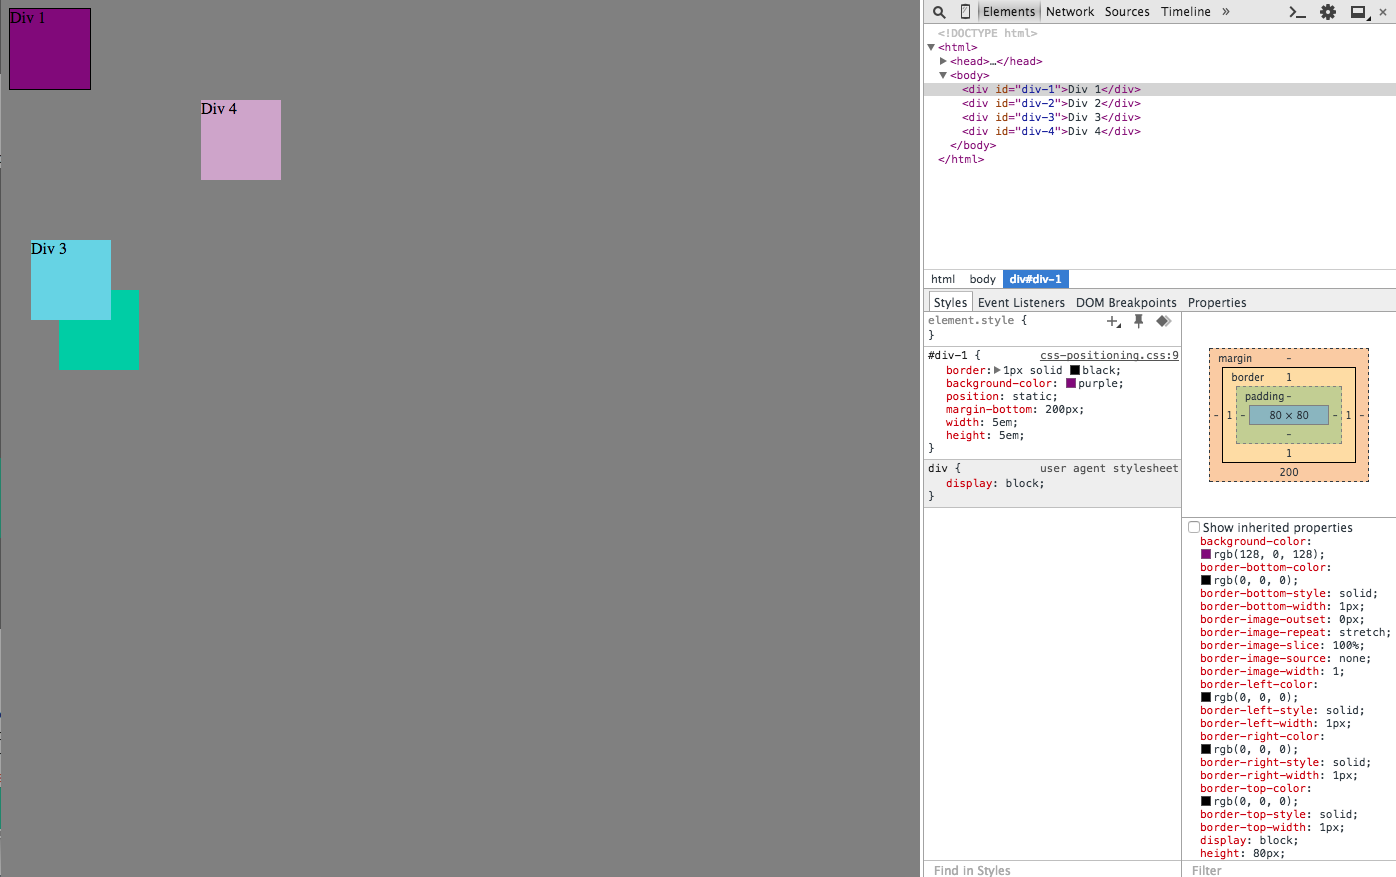 Div 1
Div 4
Div 3
Elements Network Sources Timeline »
<!DOCTYPE html>
<html>
<head>…</head>
<body>
<div id="div-1">Div 1</div>
<div id="div-2">Div 2</div>
<div id="div-3">Div 3</div>
<div id="div-4">Div 4</div>
</body>
</html>
html body div#div-1
Styles Event Listeners DOM Breakpoints Properties
element.style {
}
#div-1 { css-positioning.css:9
border: 1px solid black;
background-color: purple;
position: static;
margin-bottom: 200px;
width: 5em;
height: 5em;
}
div { user agent stylesheet
display: block;
}
Find in Styles
margin –
border 1
padding –
– 1 – 80 × 80 – 1 –
–
1
200
Show inherited properties
background-color:
rgb(128, 0, 128);
border-bottom-color:
rgb(0, 0, 0);
border-bottom-style: solid;
border-bottom-width: 1px;
border-image-outset: 0px;
border-image-repeat: stretch;
border-image-slice: 100%;
border-image-source: none;
border-image-width: 1;
border-left-color:
rgb(0, 0, 0);
border-left-style: solid;
border-left-width: 1px;
border-right-color:
rgb(0, 0, 0);
border-right-style: solid;
border-right-width: 1px;
border-top-color:
rgb(0, 0, 0);
border-top-style: solid;
border-top-width: 1px;
display: block;
height: 80px;
Filter